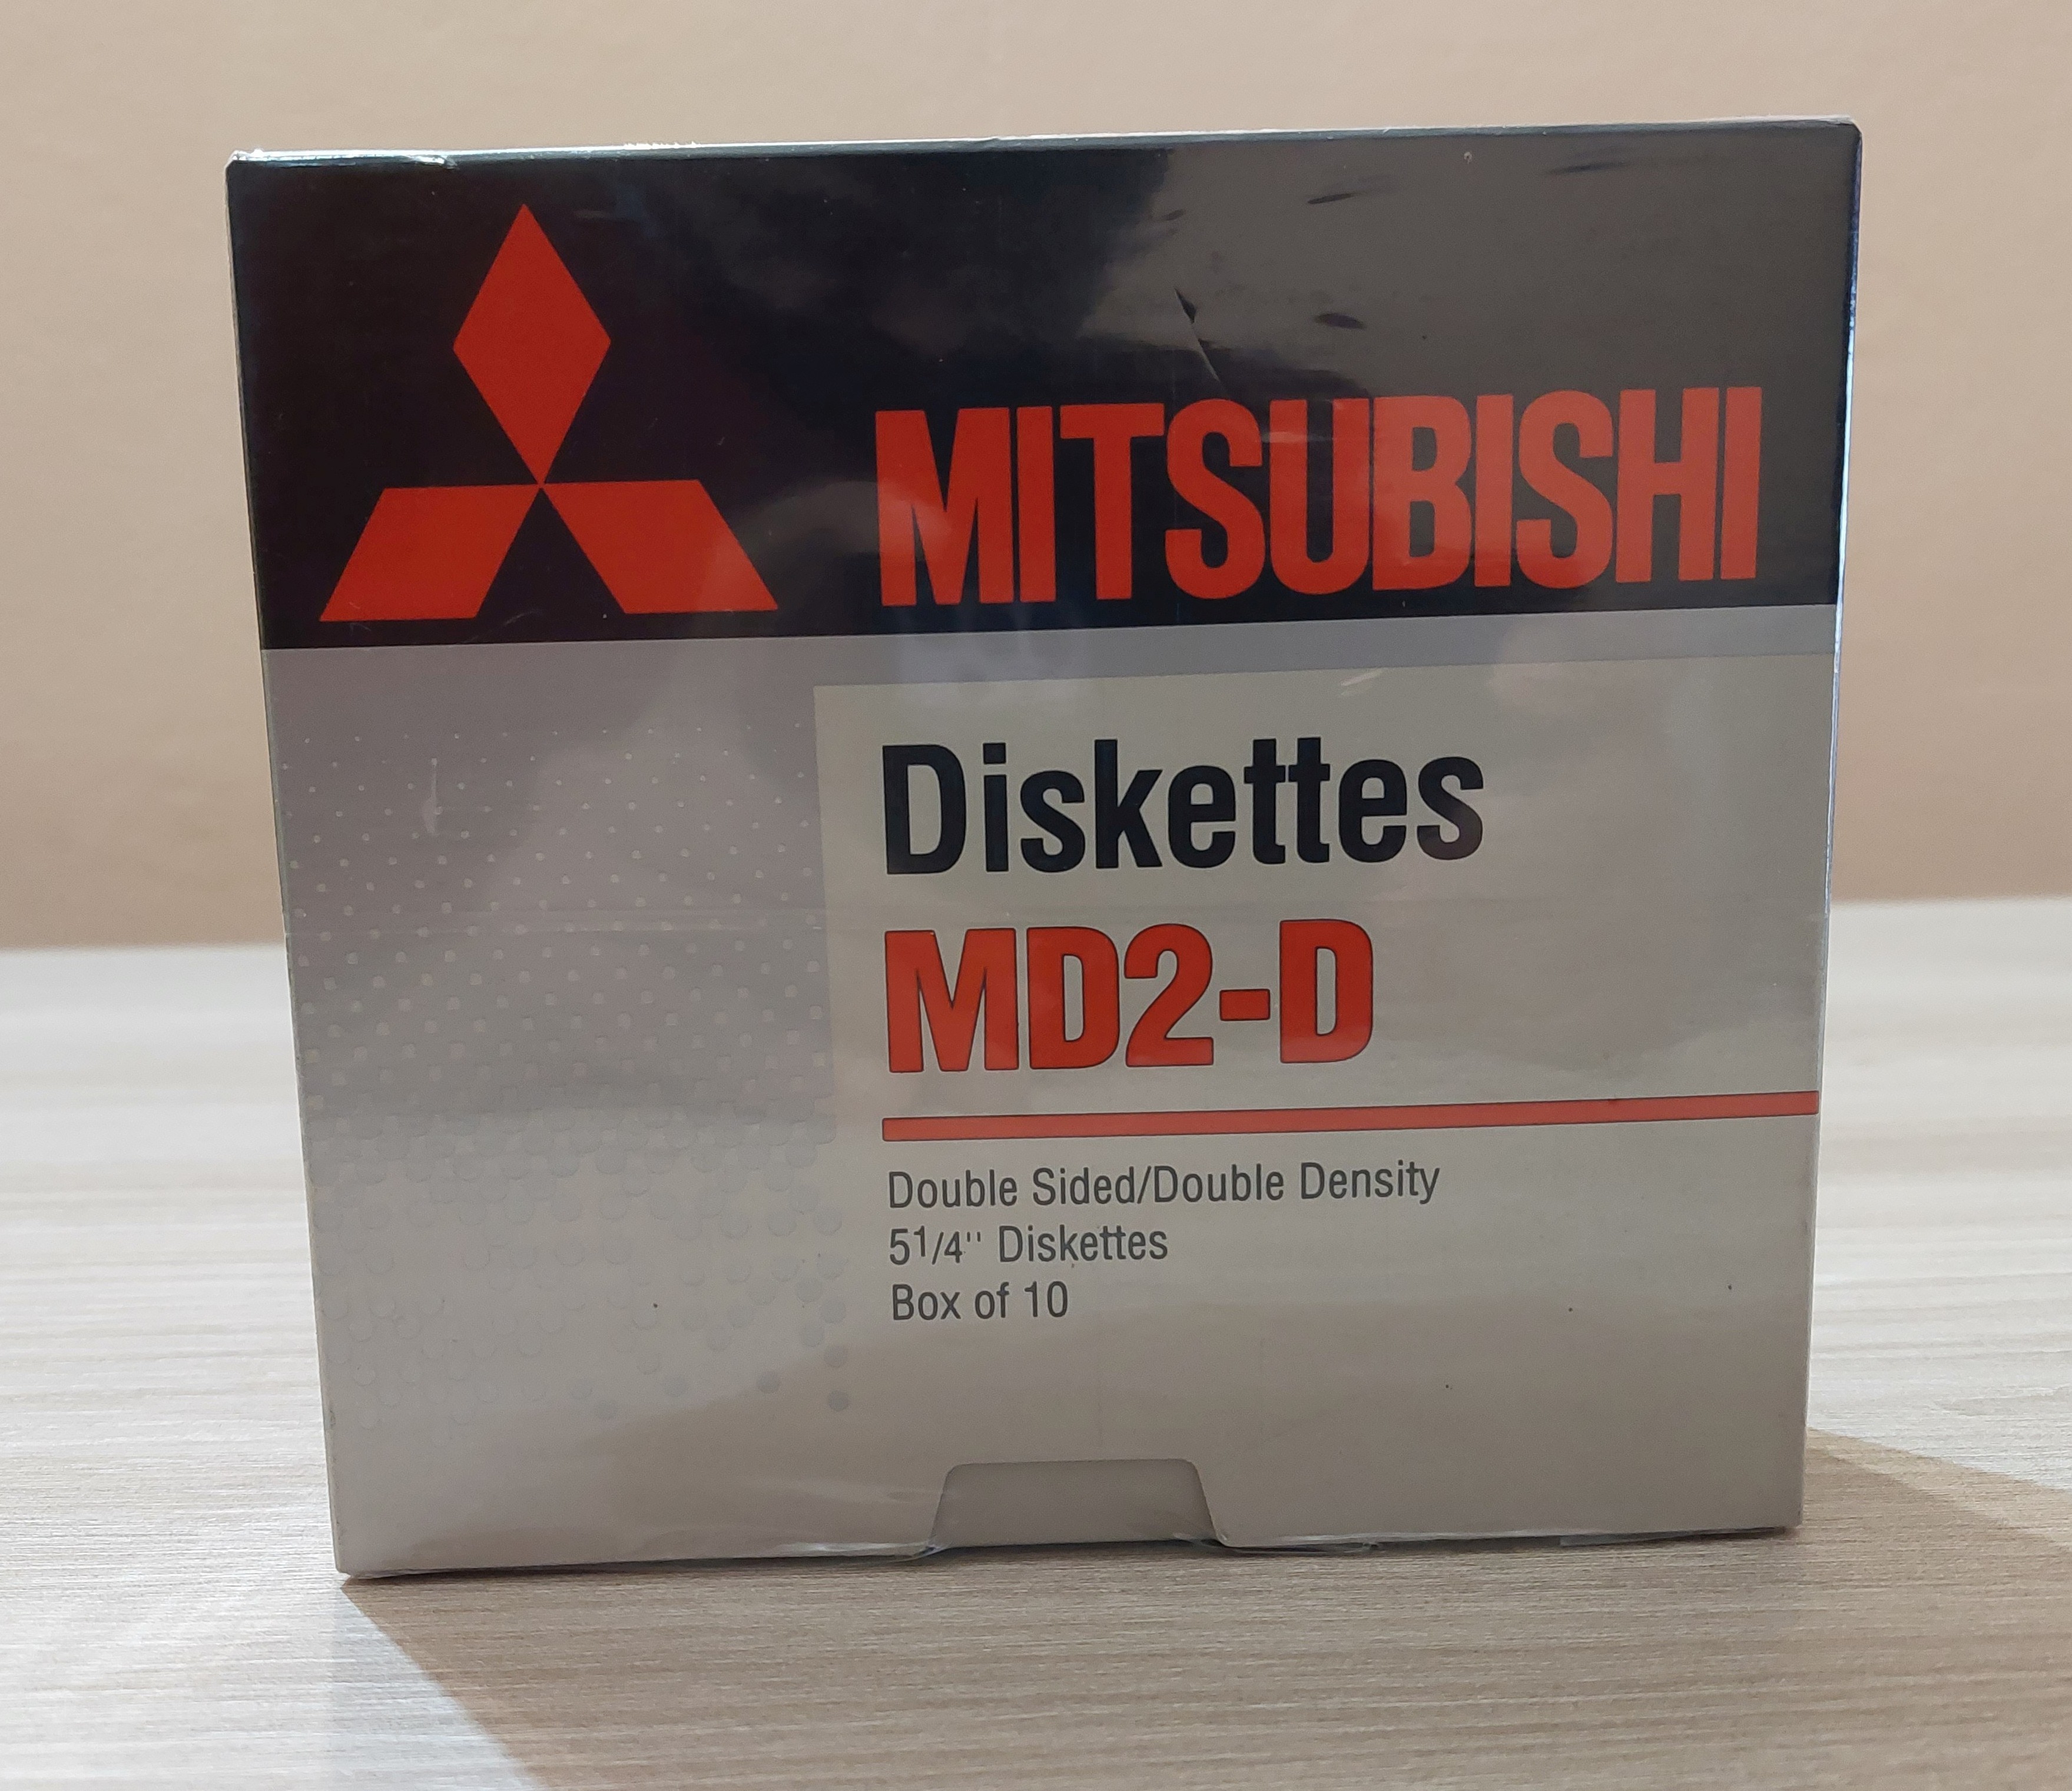 MITSUBISHI
Diskettes
MD2-D
Double Sided/Double Density
5¹/4'' Diskettes
Box of 10